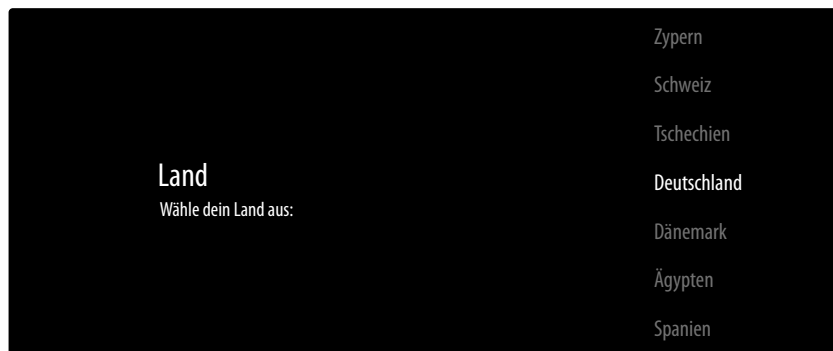 Land
Wähle dein Land aus:
Zypern
Schweiz
Tschechien
Deutschland
Dänemark
Ägypten
Spanien